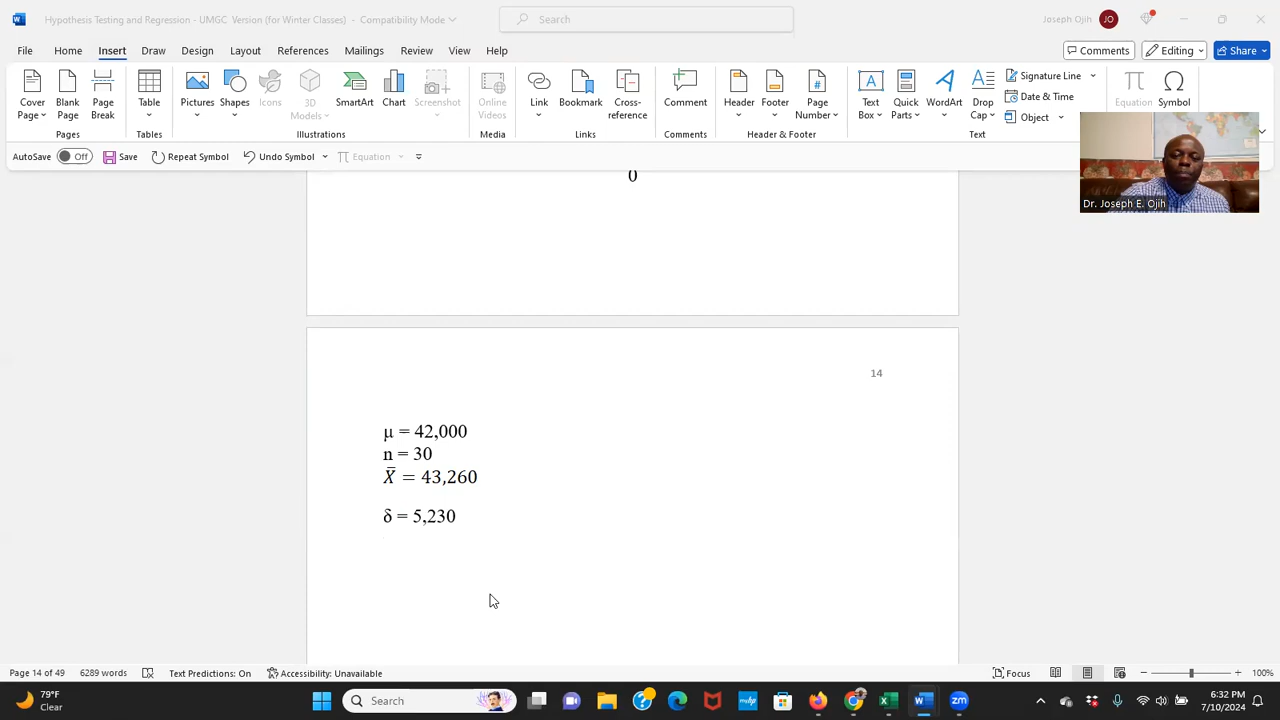 Hypothesis Testing and Regression - UMGC Version (for Winter Classes) - Compatibility Mode
Search
Joseph Ojih
JO
File Home Insert Draw Design Layout References Mailings Review View Help
Comments Editing Share
Cover Page Blank Page Page Break
Pages
Table
Tables
Pictures Shapes Icons 3D Models SmartArt Chart Screenshot
Illustrations
Online Videos
Media
Link Bookmark Cross-reference
Links
Comment
Comments
Header Footer Page Number
Header & Footer
Text Box Quick Parts WordArt Drop Cap
Signature Line
Date & Time
Object
Text
Equation Symbol
Dr. Joseph E. Ojih
AutoSave Off Save Repeat Symbol Undo Symbol Equation
0
14
μ = 42,000
n = 30
X̅ = 43,260
δ = 5,230
Page 14 of 49 6289 words Text Predictions: On Accessibility: Unavailable Focus 100%
79°F
Clear
Search
6:32 PM
7/10/2024